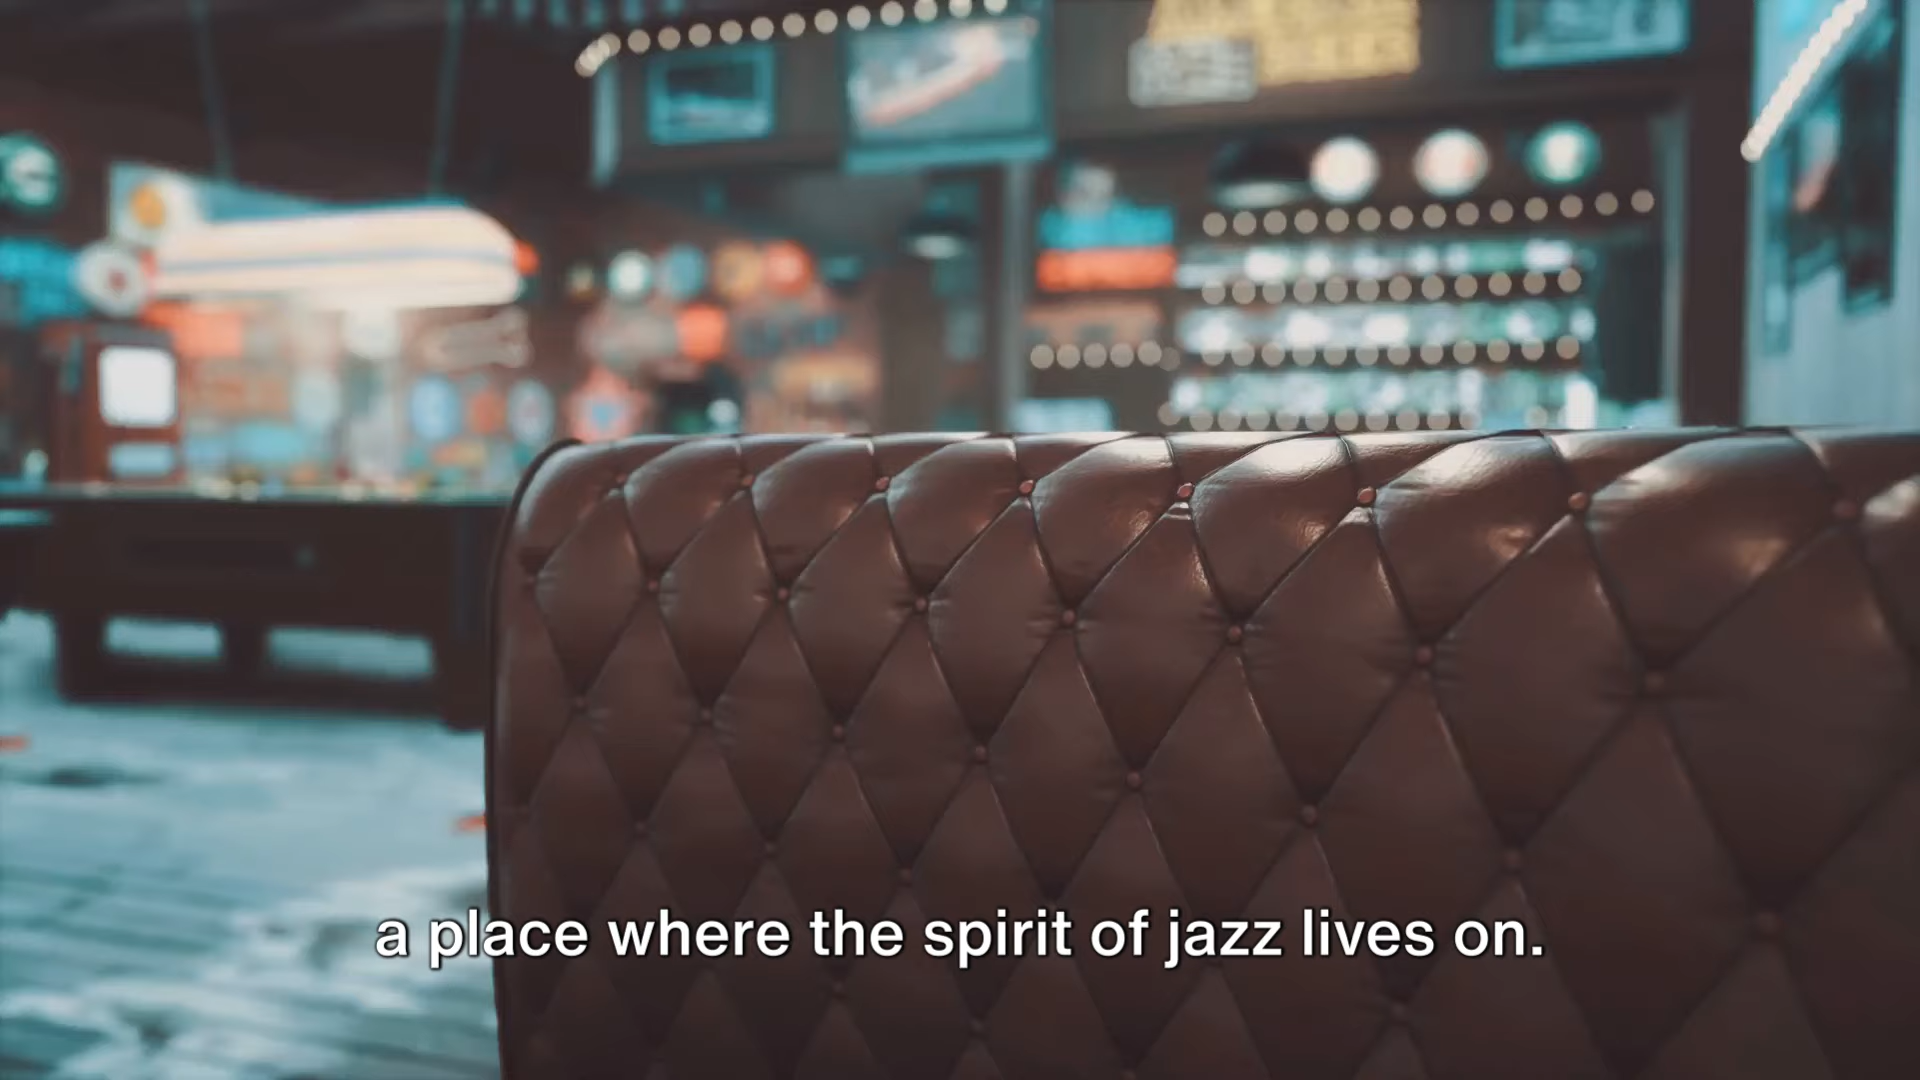 a place where the spirit of jazz lives on.